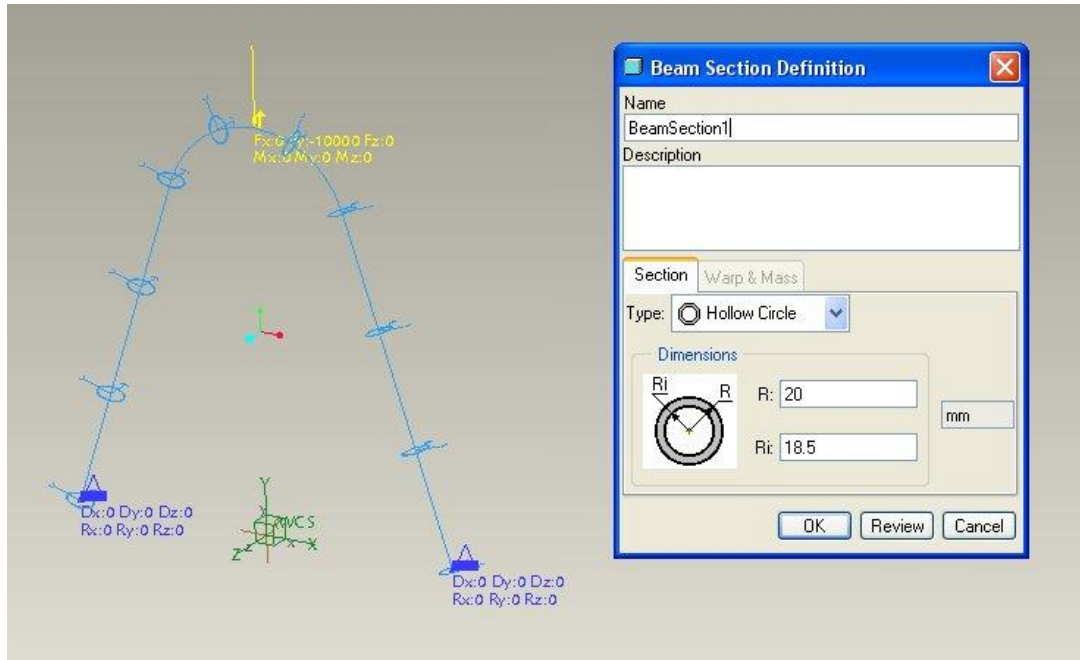 Fx:0 Fy:-10000 Fz:0
Mx:0 My:0 Mz:0
Dx:0 Dy:0 Dz:0
Rx:0 Ry:0 Rz:0
Y
WCS
X
Z
Dx:0 Dy:0 Dz:0
Rx:0 Ry:0 Rz:0
Beam Section Definition
Name
BeamSection1
Description
Section Warp & Mass
Type: Hollow Circle
Dimensions
Ri R R: 20
mm
Ri: 18.5
OK Review Cancel